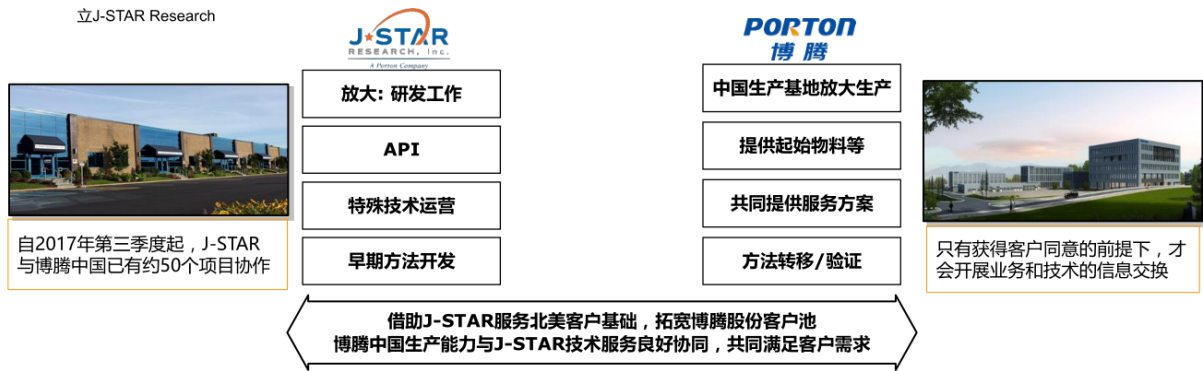 立J-STAR Research
J-STAR
RESEARCH, Inc.
A Porton Company
放大: 研发工作
API
特殊技术运营
早期方法开发
自2017年第三季度起，J-STAR
与博腾中国已有约50个项目协作
PORTON
博腾
中国生产基地放大生产
提供起始物料等
共同提供服务方案
方法转移/验证
只有获得客户同意的前提下，才
会开展业务和技术的信息交换
借助J-STAR服务北美客户基础，拓宽博腾股份客户池
博腾中国生产能力与J-STAR技术服务良好协同，共同满足客户需求